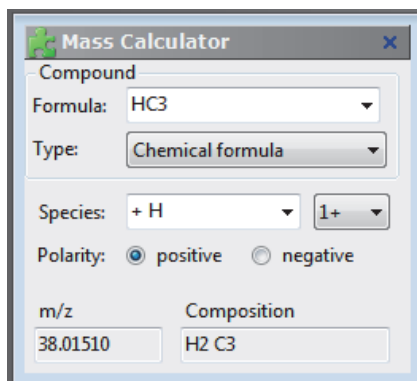 Mass Calculator
Compound
Formula: HC3
Type: Chemical formula
Species: + H 1+
Polarity: positive negative
m/z Composition
38.01510 H2 C3